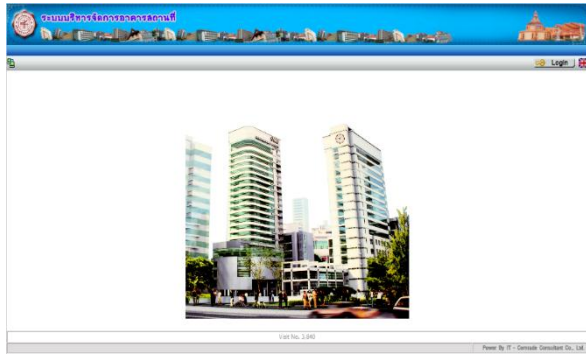 ระบบบริหารจัดการอาคารสถานที่
Login
Visit No. 3,840
Power By IT - Comsude Consultant Co., Ltd.